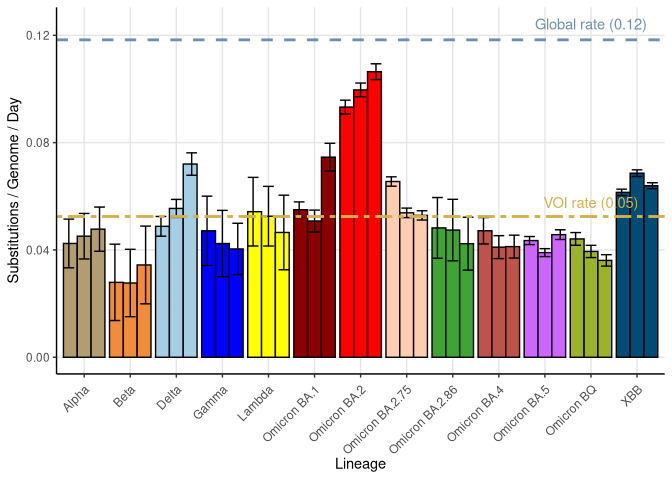 Global rate (0.12)
VOI rate (0.05)
Substitutions / Genome / Day
0.12
0.08
0.04
0.00
Alpha
Beta
Delta
Gamma
Lambda
Omicron BA.1
Omicron BA.2
Omicron BA.2.75
Omicron BA.2.86
Omicron BA.4
Omicron BA.5
Omicron BQ
XBB
Lineage